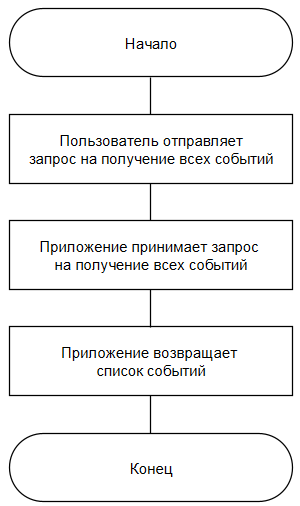 Начало
Пользователь отправляет
запрос на получение всех событий
Приложение принимает запрос
на получение всех событий
Приложение возвращает
список событий
Конец